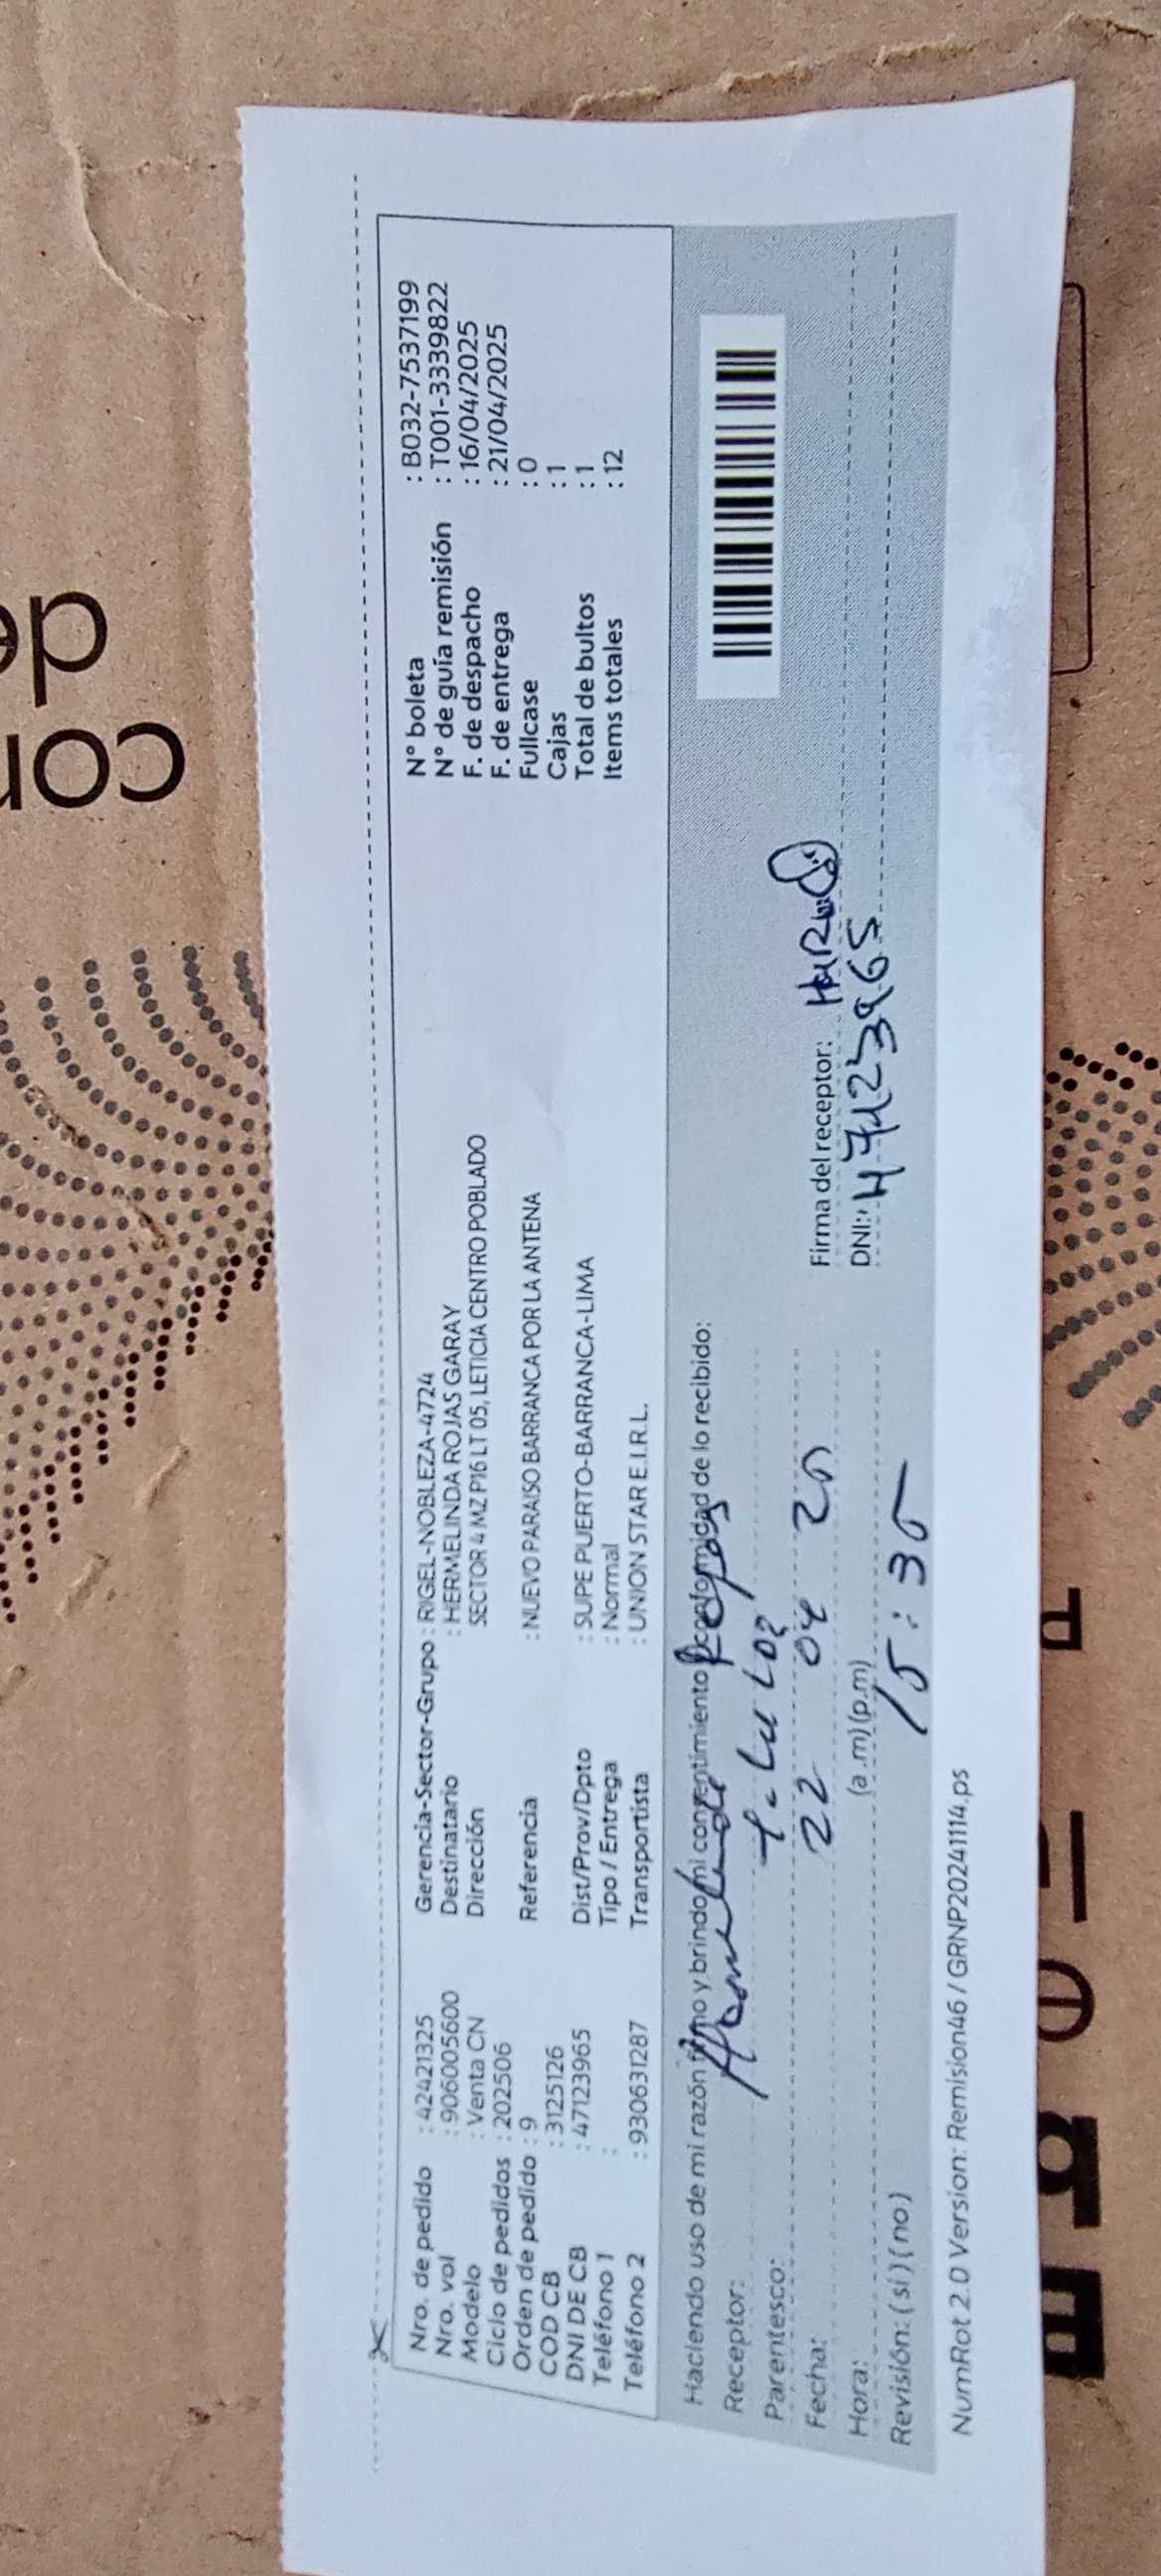 Nro. de pedido : 42421325
Nro. vol : 906005600
Modelo : Venta CN
Ciclo de pedidos : 202506
Orden de pedido : 9
COD CB : 3125126
DNI DE CB : 47123965
Teléfono 1 :
Teléfono 2 : 930631287
Gerencia-Sector-Grupo : RIGEL-NOBLEZA-4724
Destinatario : HERMELINDA ROJAS GARAY
Dirección SECTOR 4 MZ P16 LT 05, LETICIA CENTRO POBLADO
Referencia : NUEVO PARAISO BARRANCA POR LA ANTENA
Dist/Prov/Dpto : SUPE PUERTO-BARRANCA-LIMA
Tipo / Entrega : Normal
Transportista : UNION STAR E.I.R.L.
N° boleta : B032-7537199
N° de guía remisión : T001-3339822
F. de despacho : 16/04/2025
F. de entrega : 21/04/2025
Fullcase : 0
Cajas : 1
Total de bultos : 1
Items totales : 12
Haciendo uso de mi razón firmo y brindo mi consentimiento y conformidad de lo recibido:
Receptor:
Parentesco:
Fecha: 22 04 25
Hora: (a.m) (p.m) 15:35
Revisión: (si) (no)
Firma del receptor:
DNI: 47123965
NumRot 2.0 Version: Remision46 / GRNP20241114.ps